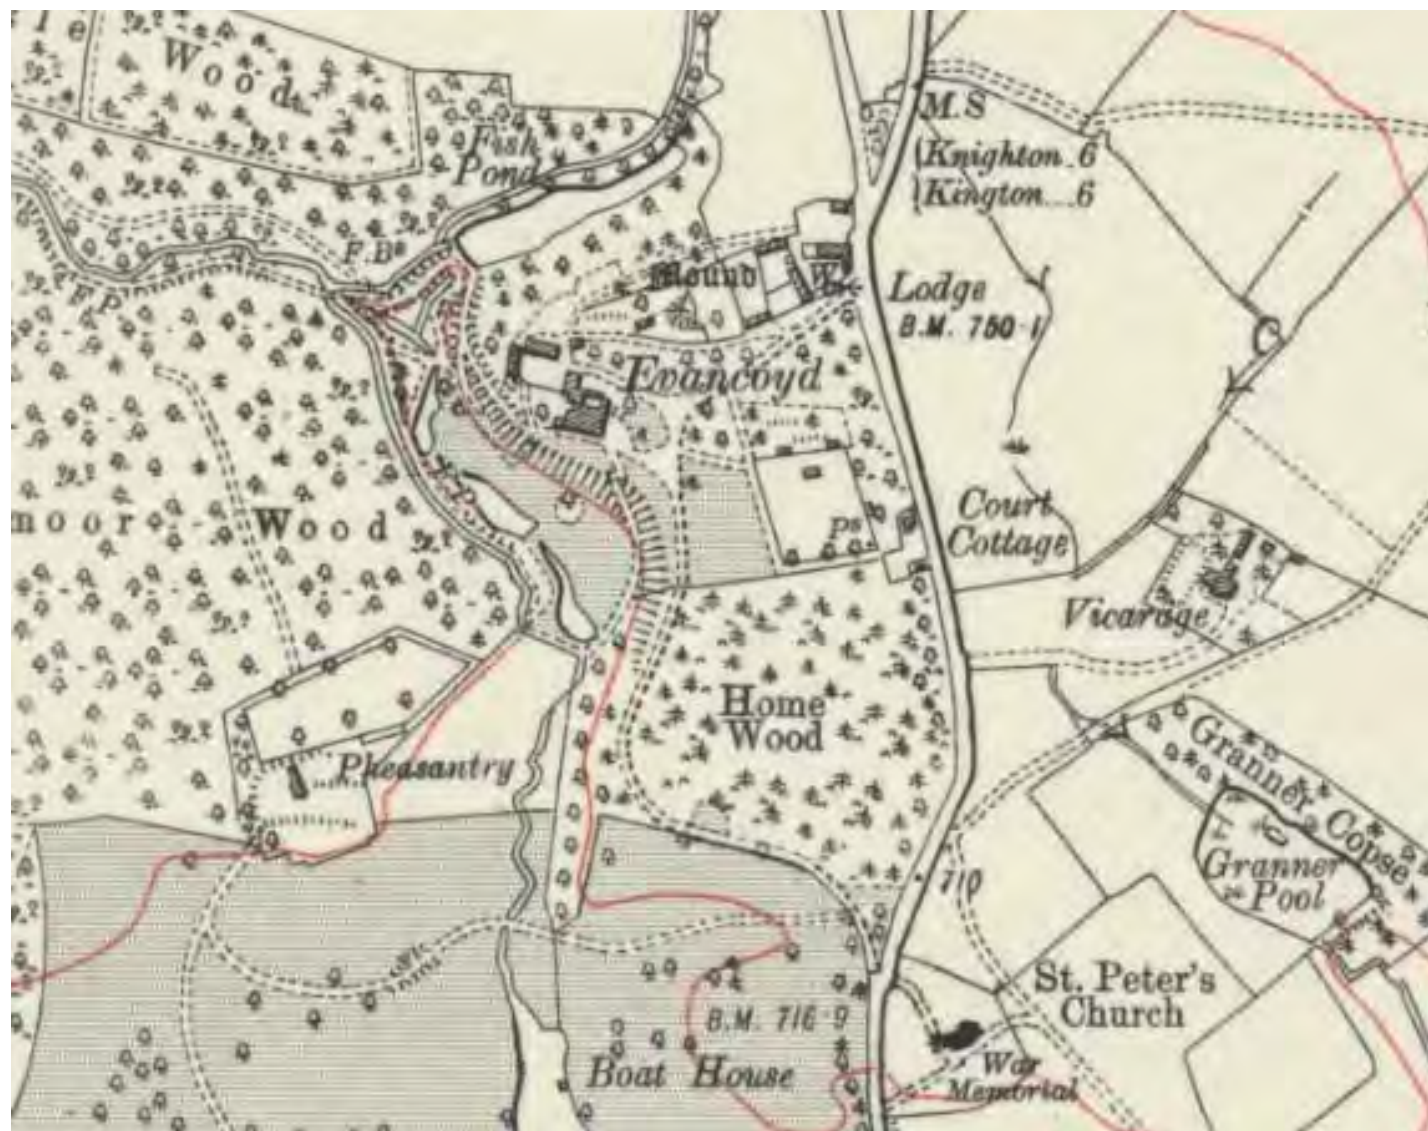 le
Wood
Fish
Pond
M.S
Knighton 6
Kington 6
F.B.
F.P.
Mound
W.
Lodge
B.M. 750·1
Evancoyd
F.P.
Court
Cottage
moor
Wood
Ps
Vicarage
Home
Wood
Pheasantry
Granner Copse
Granner
Pool
710
St. Peter's
Church
B.M. 716·9
Boat House
War
Memorial